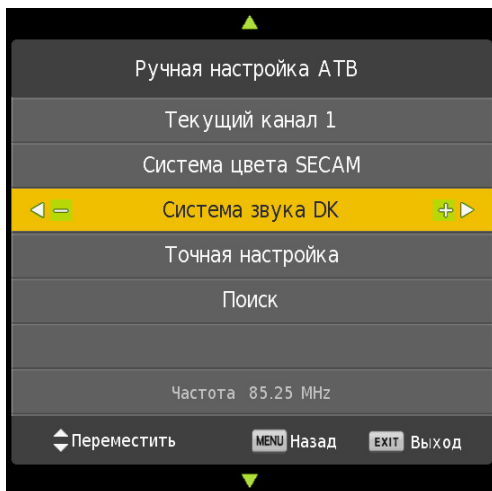 Ручная настройка АТВ
Текущий канал 1
Система цвета SECAM
− Система звука DK +
Точная настройка
Поиск
Частота 85.25 MHz
Переместить MENU Назад EXIT Выход